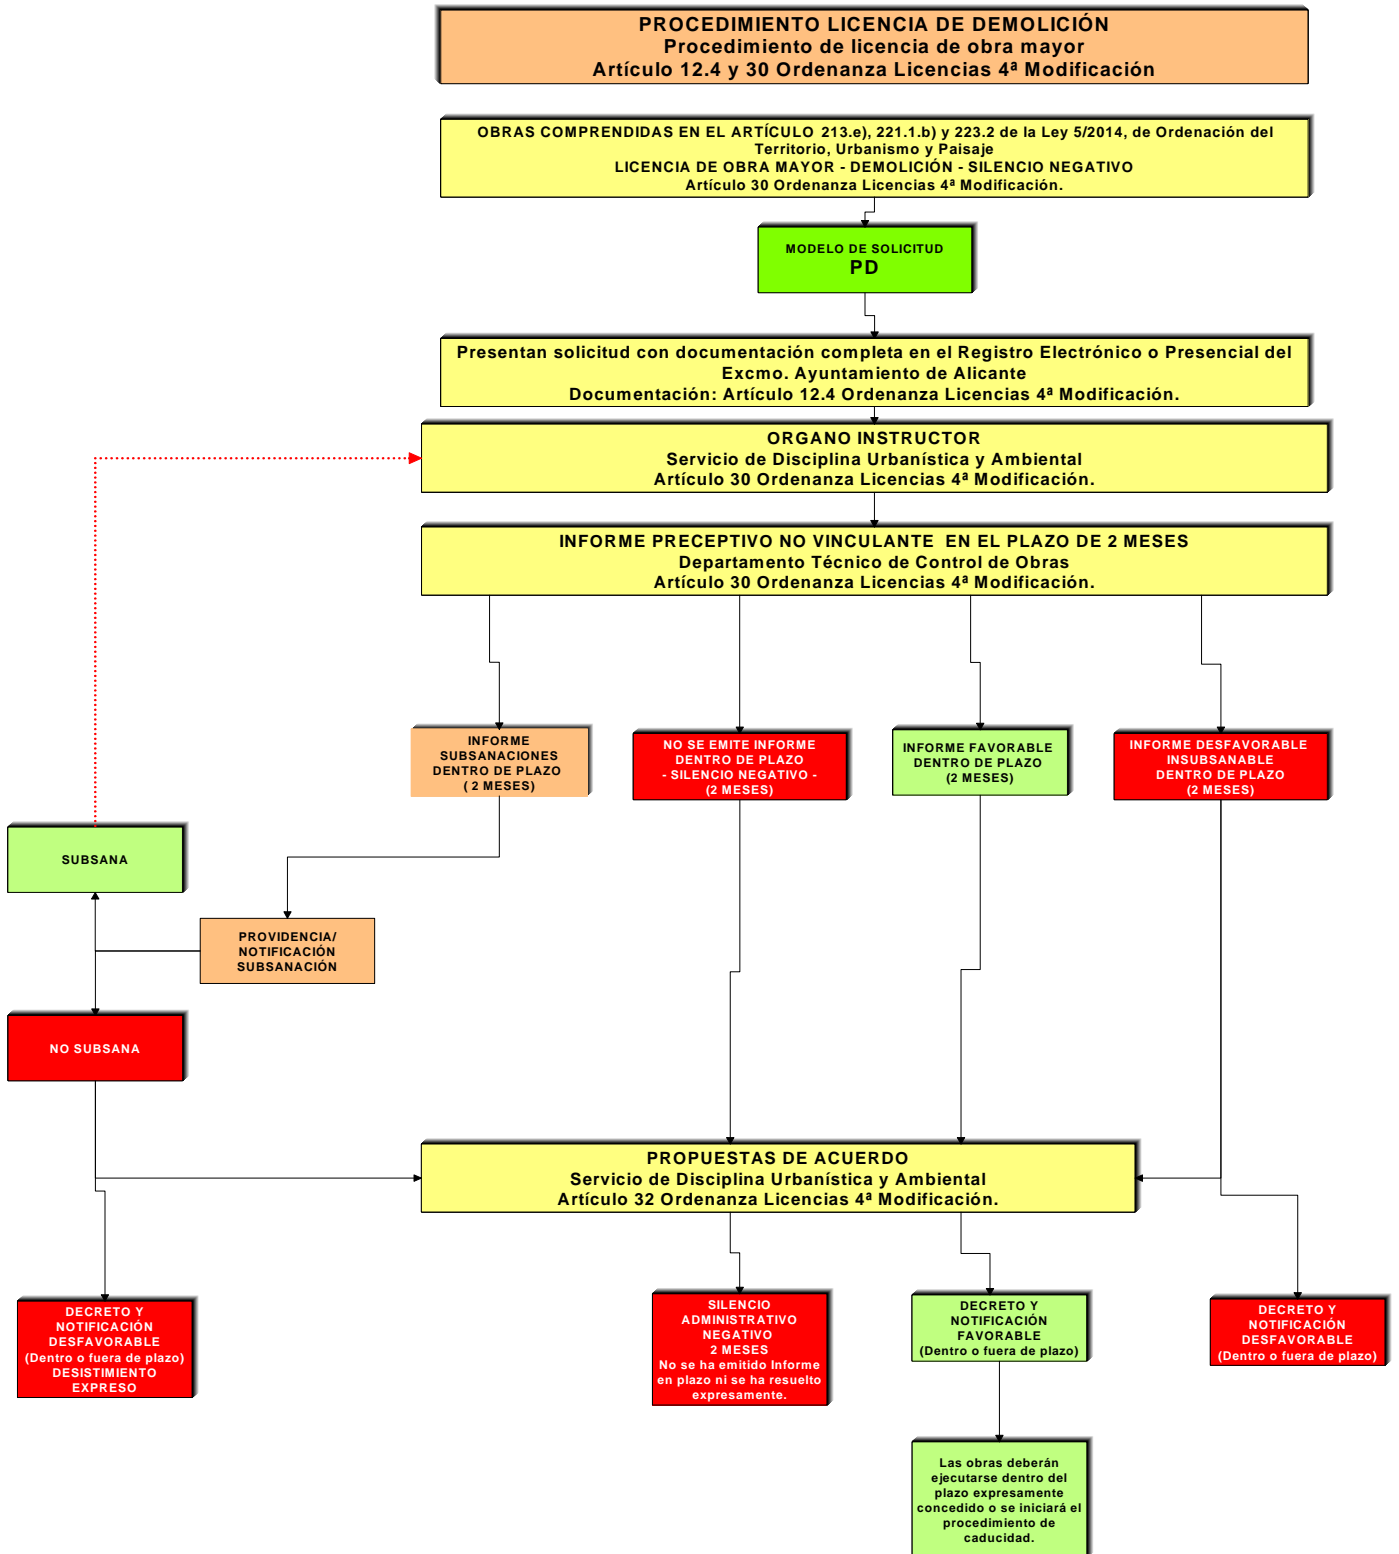 PROCEDIMIENTO LICENCIA DE DEMOLICIÓN
Procedimiento de licencia de obra mayor
Artículo 12.4 y 30 Ordenanza Licencias 4ª Modificación
OBRAS COMPRENDIDAS EN EL ARTÍCULO 213.e), 221.1.b) y 223.2 de la Ley 5/2014, de Ordenación del
Territorio, Urbanismo y Paisaje
LICENCIA DE OBRA MAYOR - DEMOLICIÓN - SILENCIO NEGATIVO
Artículo 30 Ordenanza Licencias 4ª Modificación.
MODELO DE SOLICITUD
PD
Presentan solicitud con documentación completa en el Registro Electrónico o Presencial del
Excmo. Ayuntamiento de Alicante
Documentación: Artículo 12.4 Ordenanza Licencias 4ª Modificación.
ORGANO INSTRUCTOR
Servicio de Disciplina Urbanística y Ambiental
Artículo 30 Ordenanza Licencias 4ª Modificación.
INFORME PRECEPTIVO NO VINCULANTE EN EL PLAZO DE 2 MESES
Departamento Técnico de Control de Obras
Artículo 30 Ordenanza Licencias 4ª Modificación.
INFORME
SUBSANACIONES
DENTRO DE PLAZO
( 2 MESES)
NO SE EMITE INFORME
DENTRO DE PLAZO
- SILENCIO NEGATIVO -
(2 MESES)
INFORME FAVORABLE
DENTRO DE PLAZO
(2 MESES)
INFORME DESFAVORABLE
INSUBSANABLE
DENTRO DE PLAZO
(2 MESES)
SUBSANA
PROVIDENCIA/
NOTIFICACIÓN
SUBSANACIÓN
NO SUBSANA
PROPUESTAS DE ACUERDO
Servicio de Disciplina Urbanística y Ambiental
Artículo 32 Ordenanza Licencias 4ª Modificación.
DECRETO Y
NOTIFICACIÓN
DESFAVORABLE
(Dentro o fuera de plazo)
DESISTIMIENTO
EXPRESO
SILENCIO
ADMINISTRATIVO
NEGATIVO
2 MESES
No se ha emitido Informe
en plazo ni se ha resuelto
expresamente.
DECRETO Y
NOTIFICACIÓN
FAVORABLE
(Dentro o fuera de plazo)
DECRETO Y
NOTIFICACIÓN
DESFAVORABLE
(Dentro o fuera de plazo)
Las obras deberán
ejecutarse dentro del
plazo expresamente
concedido o se iniciará el
procedimiento de
caducidad.